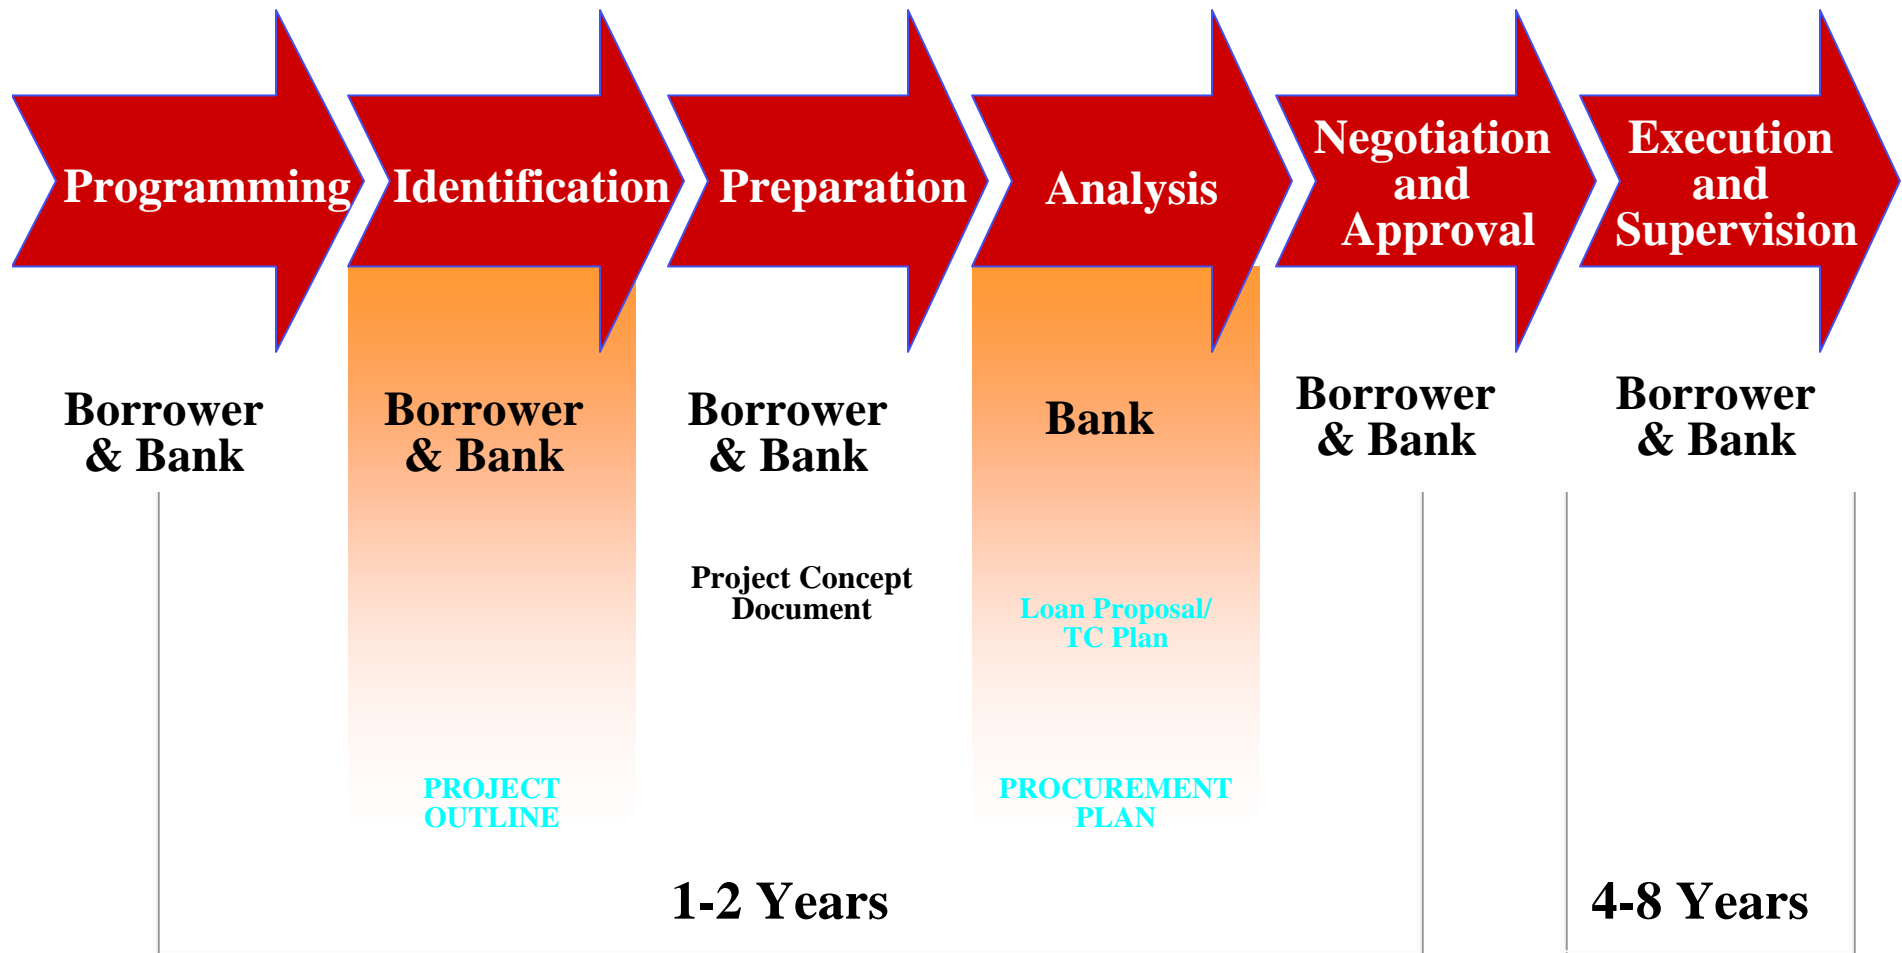 Programming
Identification
Preparation
Analysis
Negotiation
and
Approval
Execution
and
Supervision
Borrower
& Bank
Borrower
& Bank
Borrower
& Bank
Bank
Borrower
& Bank
Borrower
& Bank
Project Concept
Document
Loan Proposal/
TC Plan
PROJECT
OUTLINE
PROCUREMENT
PLAN
1-2 Years
4-8 Years